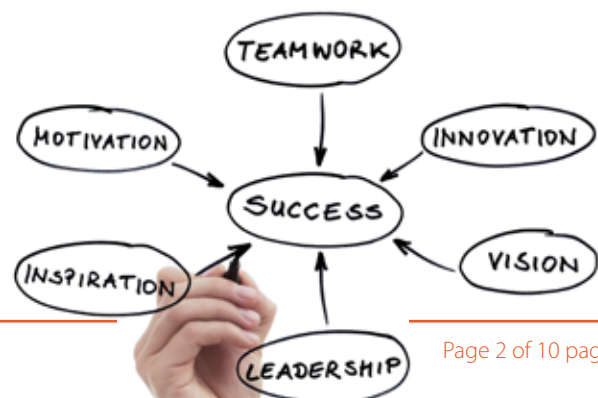 TEAMWORK
MOTIVATION
INNOVATION
SUCCESS
INSPIRATION
VISION
LEADERSHIP
Page 2 of 10 pag